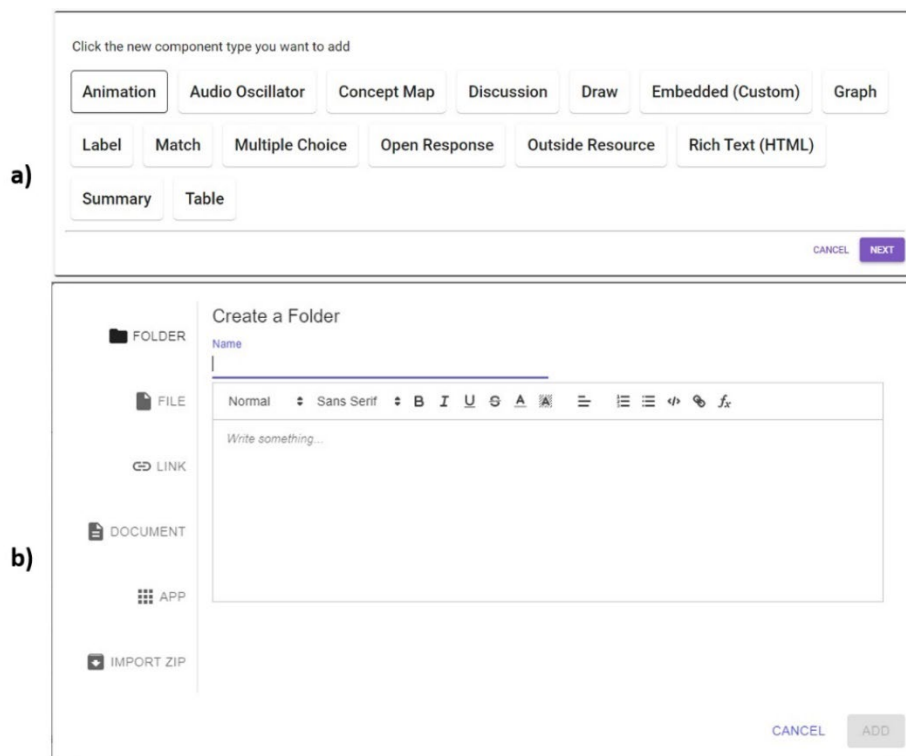 a)
Click the new component type you want to add
Animation Audio Oscillator Concept Map Discussion Draw Embedded (Custom) Graph
Label Match Multiple Choice Open Response Outside Resource Rich Text (HTML)
Summary Table
CANCEL NEXT
b)
FOLDER
FILE
LINK
DOCUMENT
APP
IMPORT ZIP
Create a Folder
Name
Normal Sans Serif B I U S A A fx
Write something...
CANCEL ADD